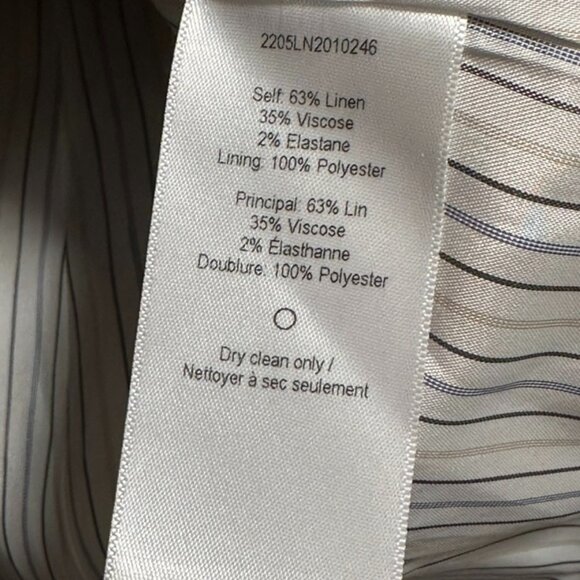 2205LN2010246
Self: 63% Linen
35% Viscose
2% Elastane
Lining: 100% Polyester
Principal: 63% Lin
35% Viscose
2% Élasthanne
Doublure: 100% Polyester
Dry clean only /
Nettoyer à sec seulement